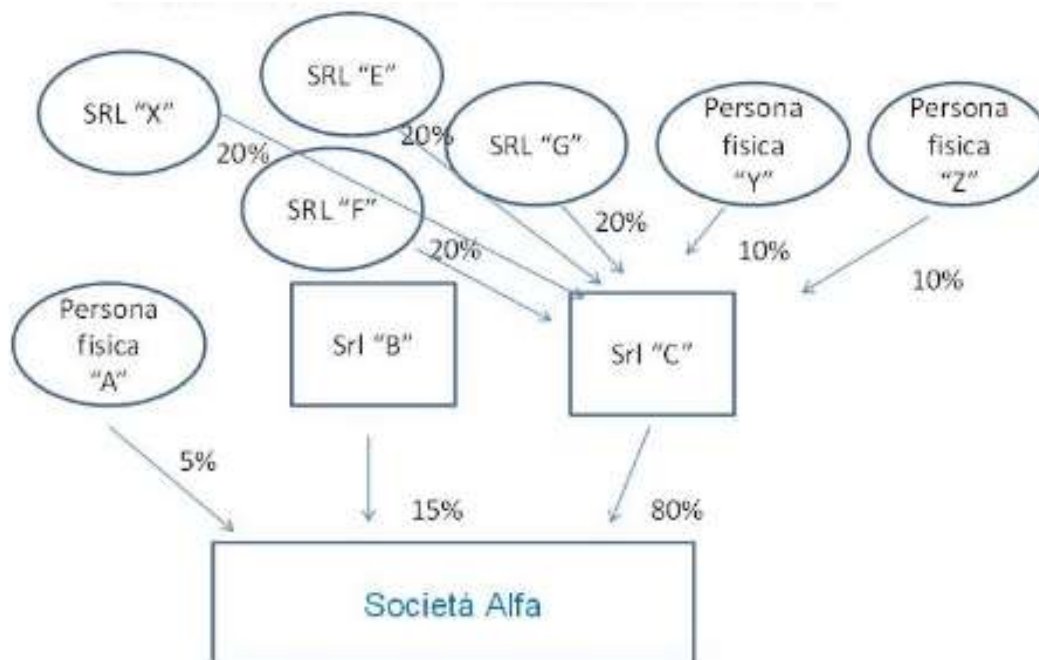 SRL “E”
SRL “X”
Persona
fisica
“Y”
Persona
fisica
“Z”
SRL “G”
20%
20%
SRL “F”
20%
20%
10%
10%
Persona
fisica
“A”
Srl “B”
Srl “C”
5%
15%
80%
Società Alfa